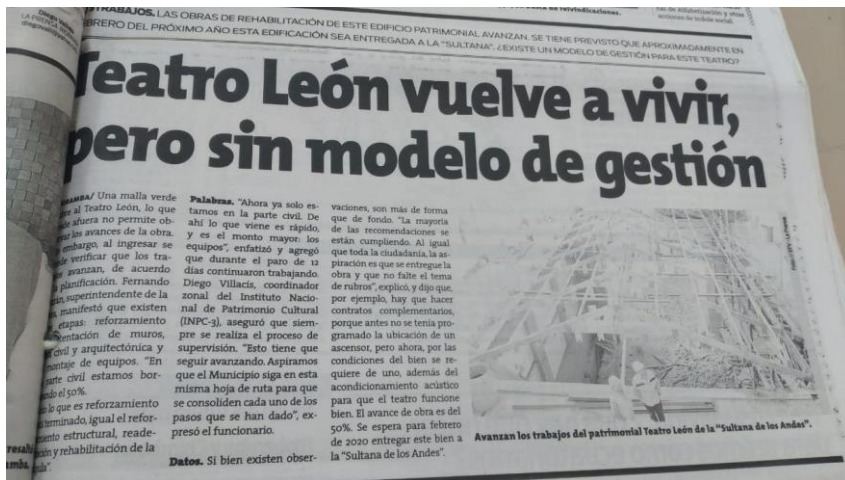 Diego Vallejo
LA PRENSA RIOBAMBA
TRABAJOS. LAS OBRAS DE REHABILITACIÓN DE ESTE EDIFICIO PATRIMONIAL AVANZAN. SE TIENE PREVISTO QUE APROXIMADAMENTE EN
BRERO DEL PRÓXIMO AÑO ESTA EDIFICACIÓN SEA ENTREGADA A LA “SULTANA”. ¿EXISTE UN MODELO DE GESTIÓN PARA ESTE TEATRO?
de Alfabetización y otras
acciones de índole social.
Teatro León vuelve a vivir,
pero sin modelo de gestión
BAMBA/ Una malla verde
al Teatro León, lo que
afuera no permite ob-
los avances de la obra.
embargo, al ingresar se
verificar que los tra-
avanzan, de acuerdo
planificación. Fernando
superintendente de la
manifestó que existen
etapas: reforzamiento
de muros,
civil y arquitectónica y
montaje de equipos. “En
parte civil estamos bor-
el 50%.
lo que es reforzamiento
terminado, igual el refor-
estructural, reade-
y rehabilitación de la
Palabras. “Ahora ya solo es-
tamos en la parte civil. De
ahí lo que viene es rápido,
y es el monto mayor: los
equipos”, enfatizó y agregó
que durante el paro de 12
días continuaron trabajando.
Diego Villacís, coordinador
zonal del Instituto Nacio-
nal de Patrimonio Cultural
(INPC-3), aseguró que siem-
pre se realiza el proceso de
supervisión. “Esto tiene que
seguir avanzando. Aspiramos
que el Municipio siga en esta
misma hoja de ruta para que
se consoliden cada uno de los
pasos que se han dado”, ex-
presó el funcionario.
Datos. Si bien existen obser-
vaciones, son más de forma
que de fondo. “La mayoría
de las recomendaciones se
están cumpliendo. Al igual
que toda la ciudadanía, la as-
piración es que se entregue la
obra y que no falte el tema
de rubros”, explicó, y dijo que,
por ejemplo, hay que hacer
contratos complementarios,
porque antes no se tenía pro-
gramado la ubicación de un
ascensor, pero ahora, por las
condiciones del bien se re-
quiere de uno, además del
acondicionamiento acústico
para que el teatro funcione
bien. El avance de obra es del
50%. Se espera para febrero
de 2020 entregar este bien a
la “Sultana de los Andes”.
Avanzan los trabajos del patrimonial Teatro León de la “Sultana de los Andes”.